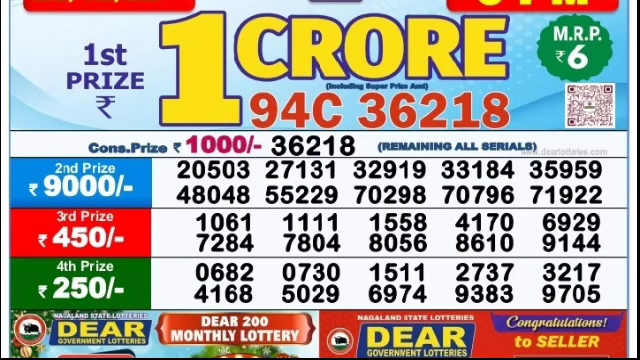 1st
PRIZE
₹
1 CRORE
(Including Super Prize Amt)
94C 36218
M.R.P.
₹6
Cons.Prize ₹ 1000/- 36218 (REMAINING ALL SERIALS)
www.dearlotteries.com
2nd Prize
₹ 9000/-
20503 27131 32919 33184 35959
48048 55229 70298 70796 71922
3rd Prize
₹ 450/-
1061 1111 1558 4170 6929
7284 7804 8056 8610 9144
4th Prize
₹ 250/-
0682 0730 1511 2737 3217
4168 5029 6974 9383 9705
NAGALAND STATE LOTTERIES
DEAR
GOVERNMENT LOTTERIES
DEAR 200
MONTHLY LOTTERY
NAGALAND STATE LOTTERIES
DEAR
GOVERNMENT LOTTERIES
Congratulations!
to SELLER